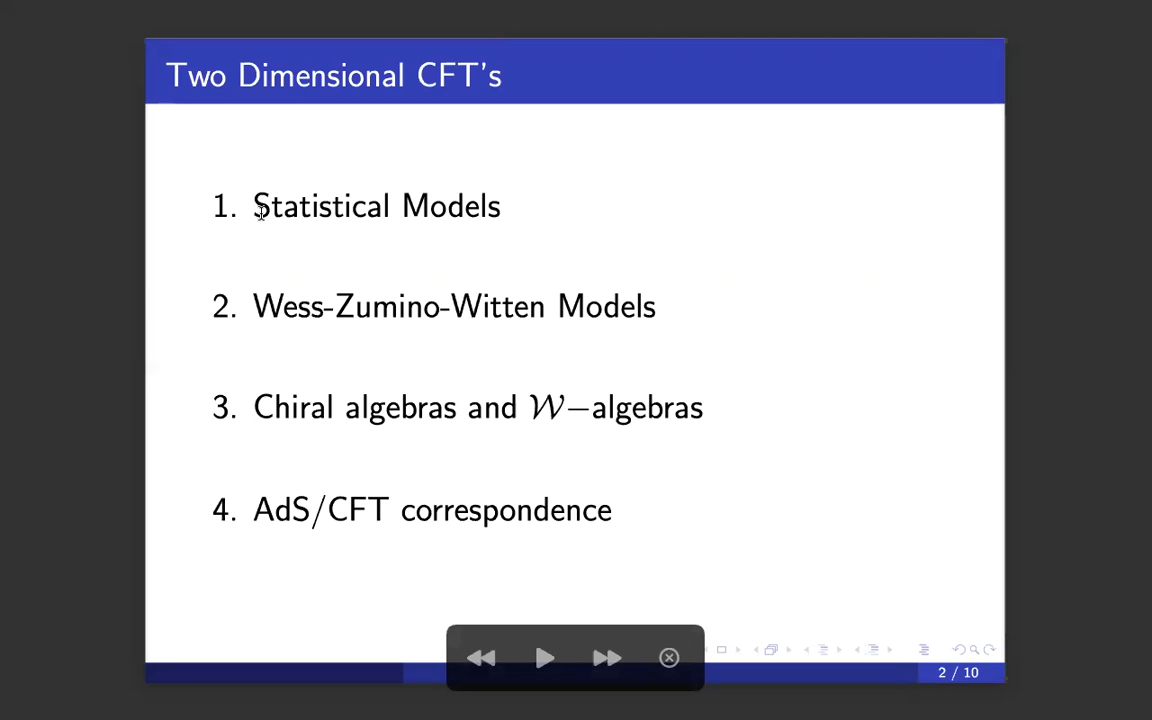 Two Dimensional CFT's
1. Statistical Models
2. Wess-Zumino-Witten Models
3. Chiral algebras and 𝒲−algebras
4. AdS/CFT correspondence
2 / 10